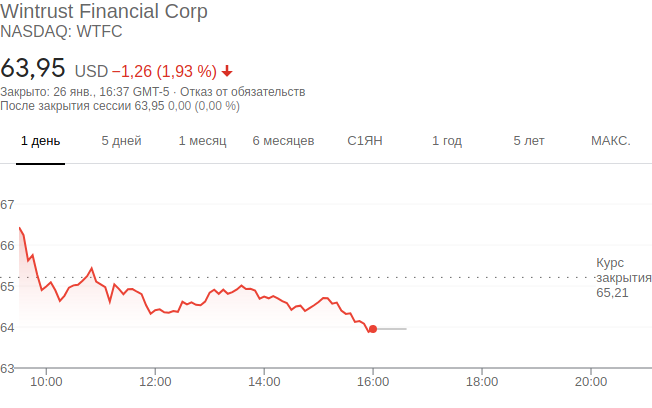 Wintrust Financial Corp
NASDAQ: WTFC
63,95 USD −1,26 (1,93 %)
Закрыто: 26 янв., 16:37 GMT-5 · Отказ от обязательств
После закрытия сессии 63,95 0,00 (0,00 %)
1 день 5 дней 1 месяц 6 месяцев С1ЯН 1 год 5 лет МАКС.
67
66
Курс
закрытия
65
65,21
64
63
10:00 12:00 14:00 16:00 18:00 20:00